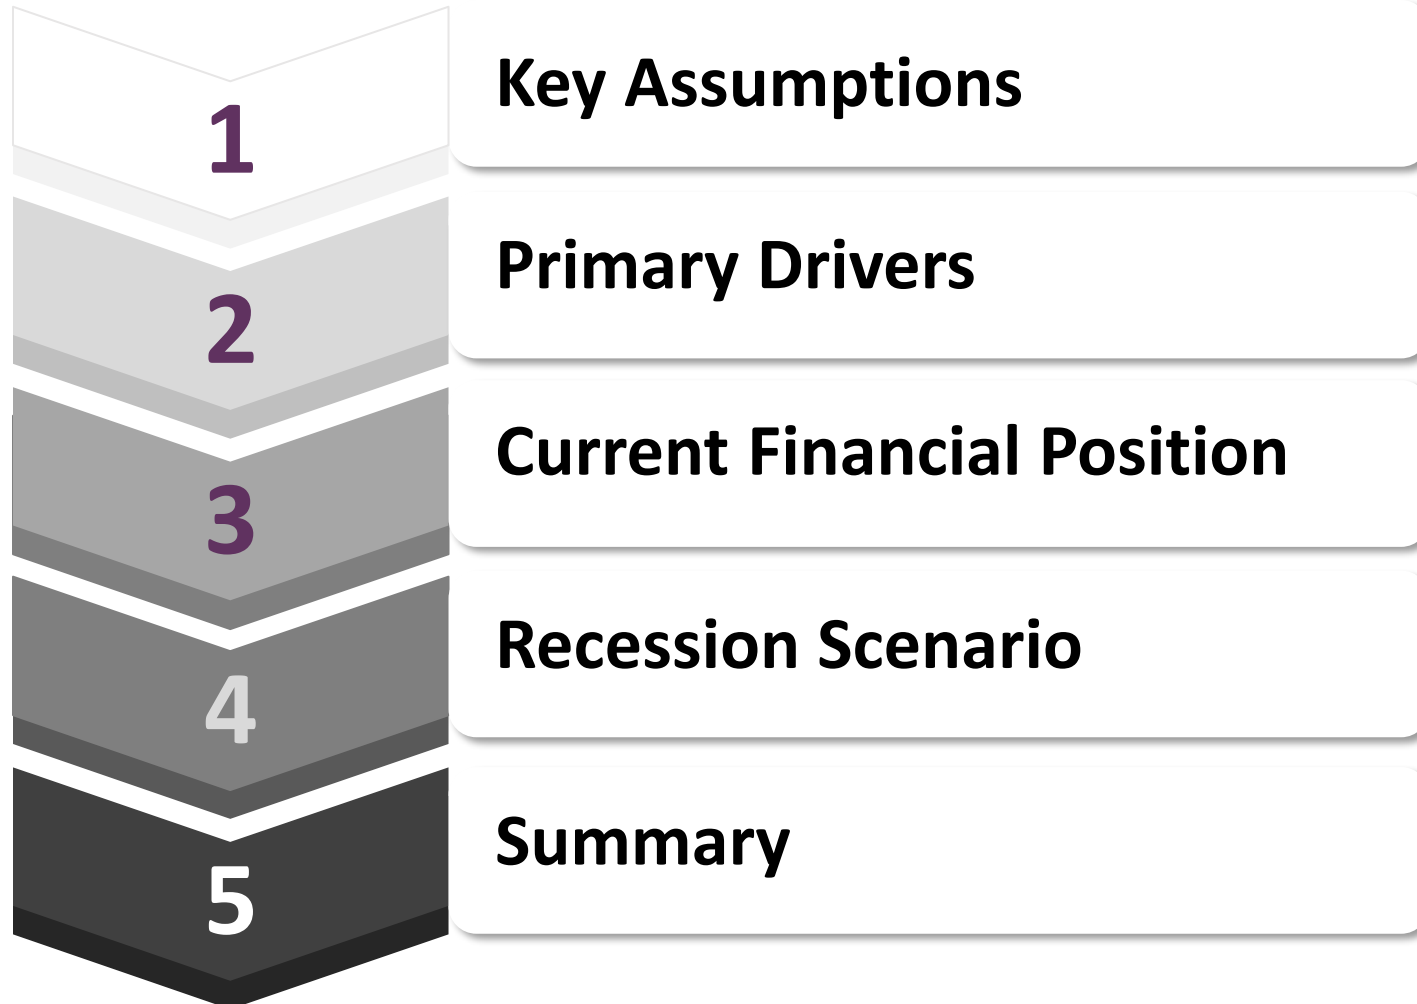 1
Key Assumptions
2
Primary Drivers
3
Current Financial Position
4
Recession Scenario
5
Summary